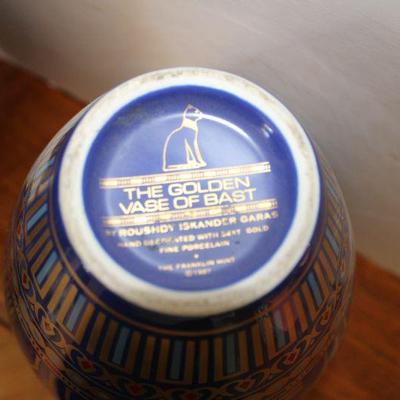 THE GOLDEN
VASE OF BAST
BY ROUSHDY ISKANDER GARAS
HAND DECORATED WITH 24KT GOLD
FINE PORCELAIN
THE FRANKLIN MINT
© 1987